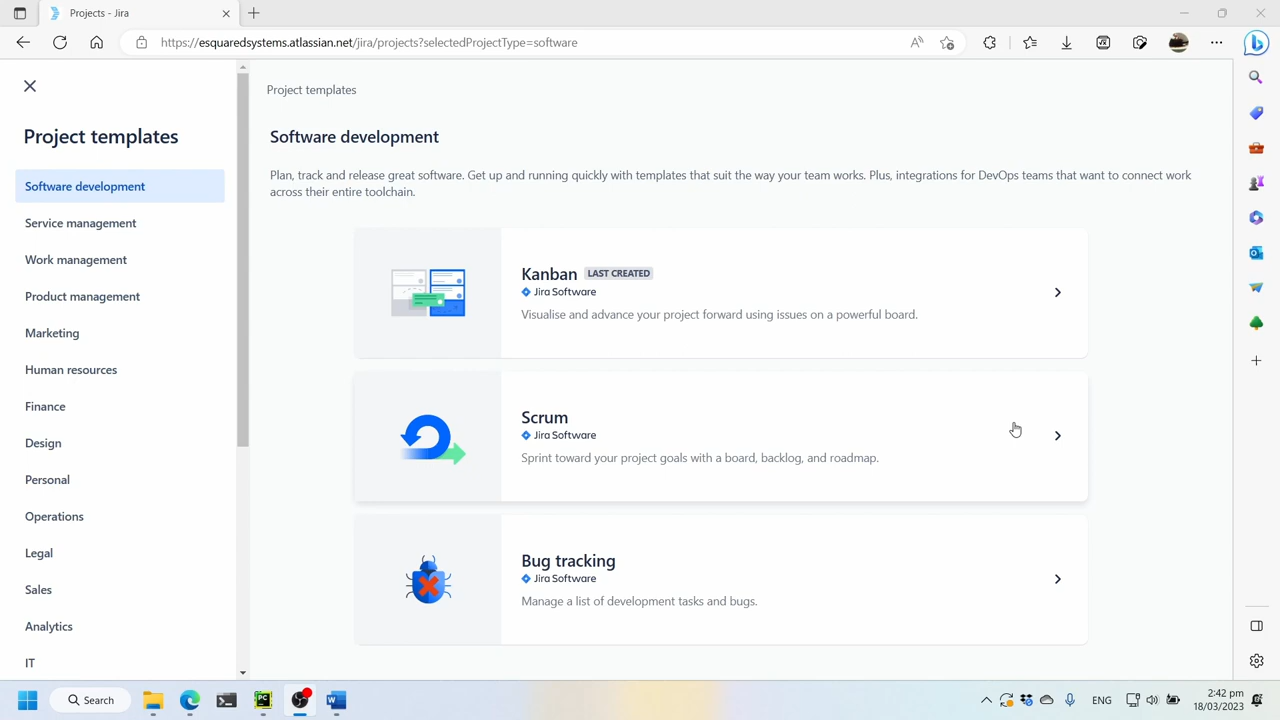 Projects - Jira
https://esquaredsystems.atlassian.net/jira/projects?selectedProjectType=software
Project templates
Software development
Service management
Work management
Product management
Marketing
Human resources
Finance
Design
Personal
Operations
Legal
Sales
Analytics
IT
Project templates
Software development
Plan, track and release great software. Get up and running quickly with templates that suit the way your team works. Plus, integrations for DevOps teams that want to connect work
across their entire toolchain.
Kanban LAST CREATED
Jira Software
Visualise and advance your project forward using issues on a powerful board.
Scrum
Jira Software
Sprint toward your project goals with a board, backlog, and roadmap.
Bug tracking
Jira Software
Manage a list of development tasks and bugs.
Search
ENG
2:42 pm
18/03/2023